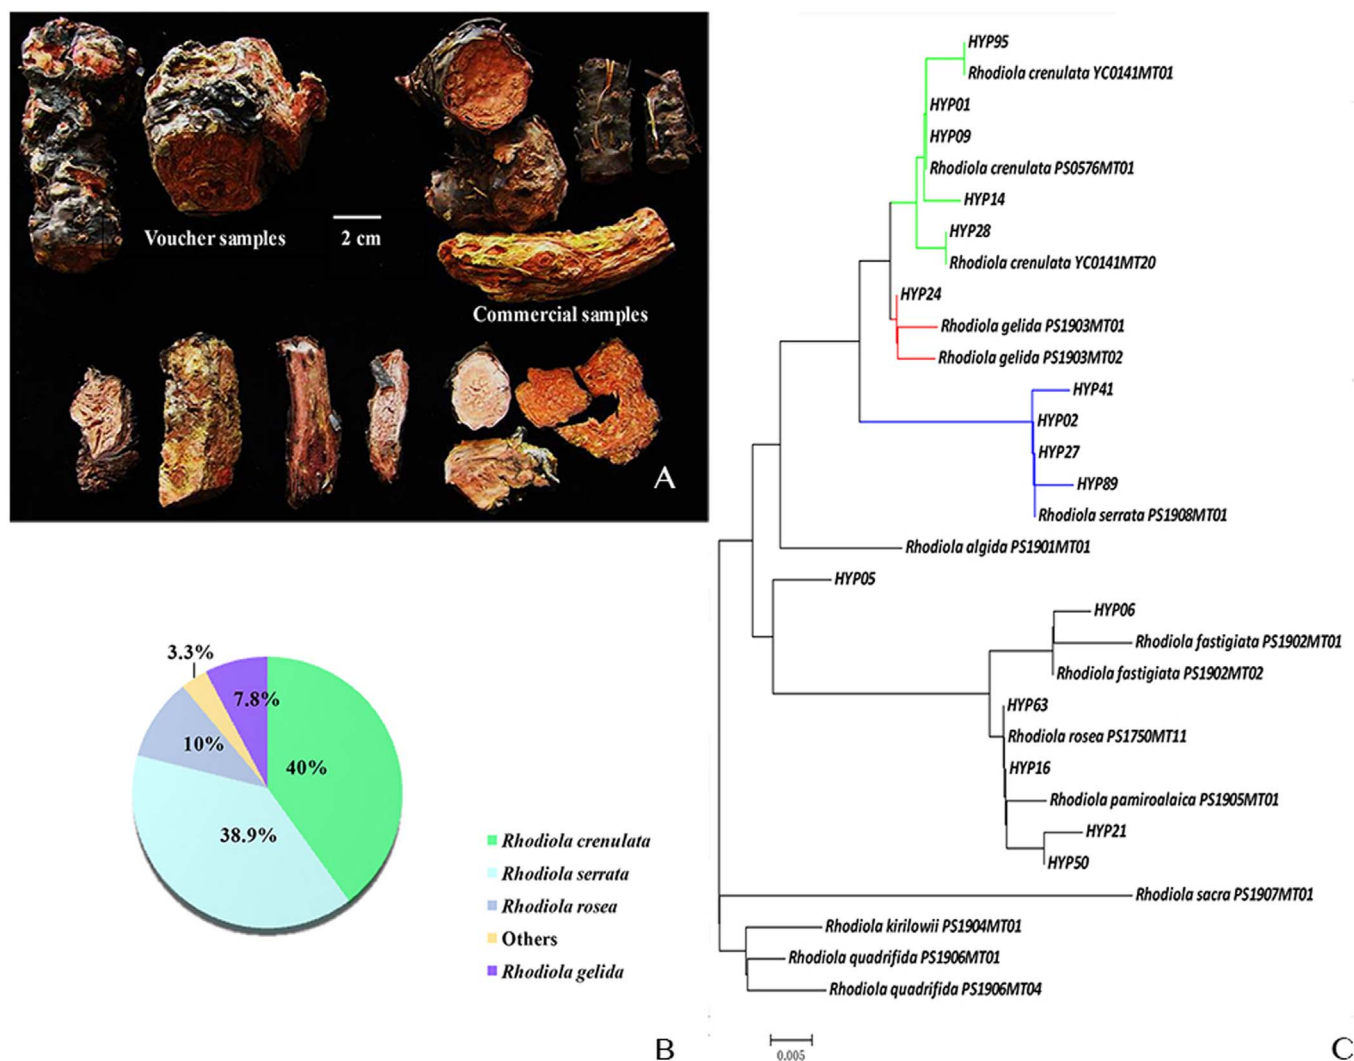 Voucher samples
2 cm
Commercial samples
A
3.3%
7.8%
10%
40%
38.9%
Rhodiola crenulata
Rhodiola serrata
Rhodiola rosea
Others
Rhodiola gelida
B
HYP95
Rhodiola crenulata YC0141MT01
HYP01
HYP09
Rhodiola crenulata PS0576MT01
HYP14
HYP28
Rhodiola crenulata YC0141MT20
HYP24
Rhodiola gelida PS1903MT01
Rhodiola gelida PS1903MT02
HYP41
HYP02
HYP27
HYP89
Rhodiola serrata PS1908MT01
Rhodiola algida PS1901MT01
HYP05
HYP06
Rhodiola fastigiata PS1902MT01
Rhodiola fastigiata PS1902MT02
HYP63
Rhodiola rosea PS1750MT11
HYP16
Rhodiola pamiroalaica PS1905MT01
HYP21
HYP50
Rhodiola sacra PS1907MT01
Rhodiola kirilowii PS1904MT01
Rhodiola quadrifida PS1906MT01
Rhodiola quadrifida PS1906MT04
0.005
C